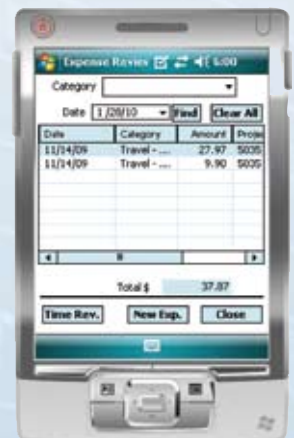 Expense Review 6:00
Category
Date 1/28/10 Find Clear All
Date Category Amount Proje
11/14/09 Travel - .... 27.97 5035
11/14/09 Travel - .... 9.90 5035
Total $ 37.87
Time Rev. New Exp. Close